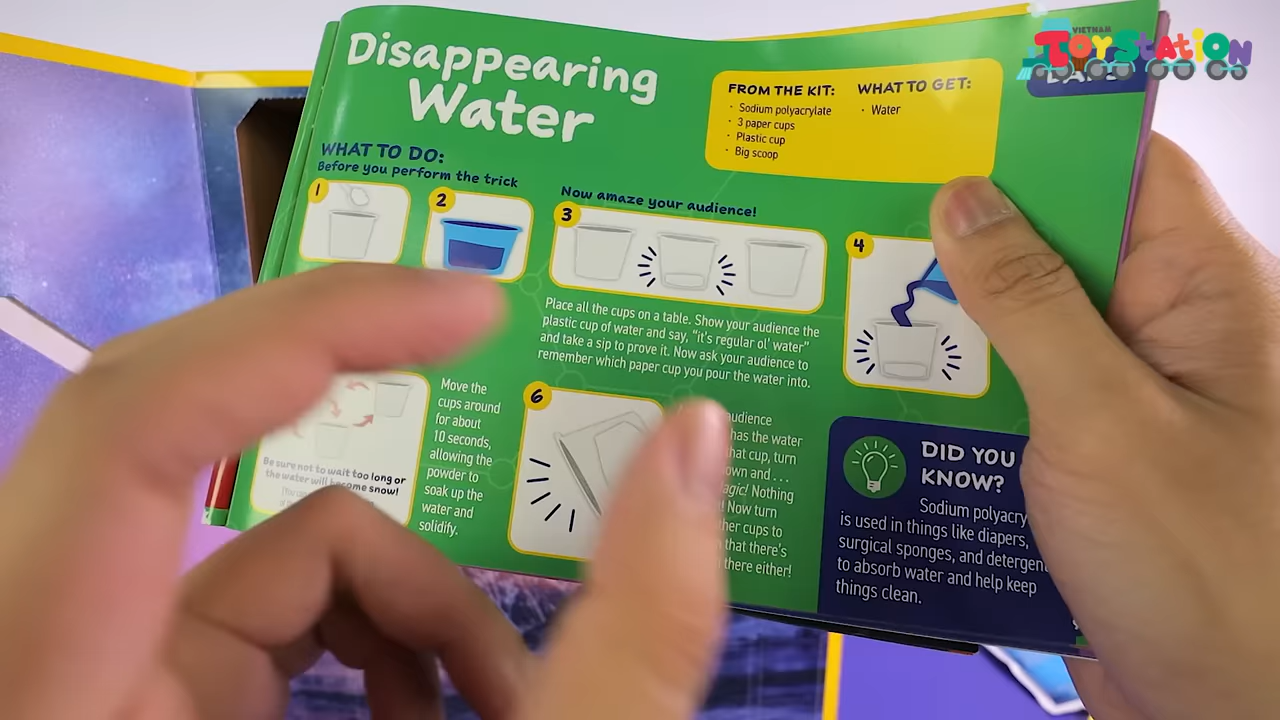 VIETNAM
TOYSTATION
Disappearing
Water
FROM THE KIT:
· Sodium polyacrylate
· 3 paper cups
· Plastic cup
· Big scoop
WHAT TO GET:
· Water
WHAT TO DO:
Before you perform the trick
1
2
Now amaze your audience!
3
4
Place all the cups on a table. Show your audience the
plastic cup of water and say, “it's regular ol' water”
and take a sip to prove it. Now ask your audience to
remember which paper cup you pour the water into.
Be sure not to wait too long or
the water will become snow!
Move the
cups around
for about
10 seconds,
allowing the
powder to
soak up the
water and
solidify.
6
audience
has the water
that cup, turn
own and...
agic! Nothing
! Now turn
her cups to
that there's
there either!
DID YOU
KNOW?
Sodium polyacry
is used in things like diapers,
surgical sponges, and detergen
to absorb water and help keep
things clean.